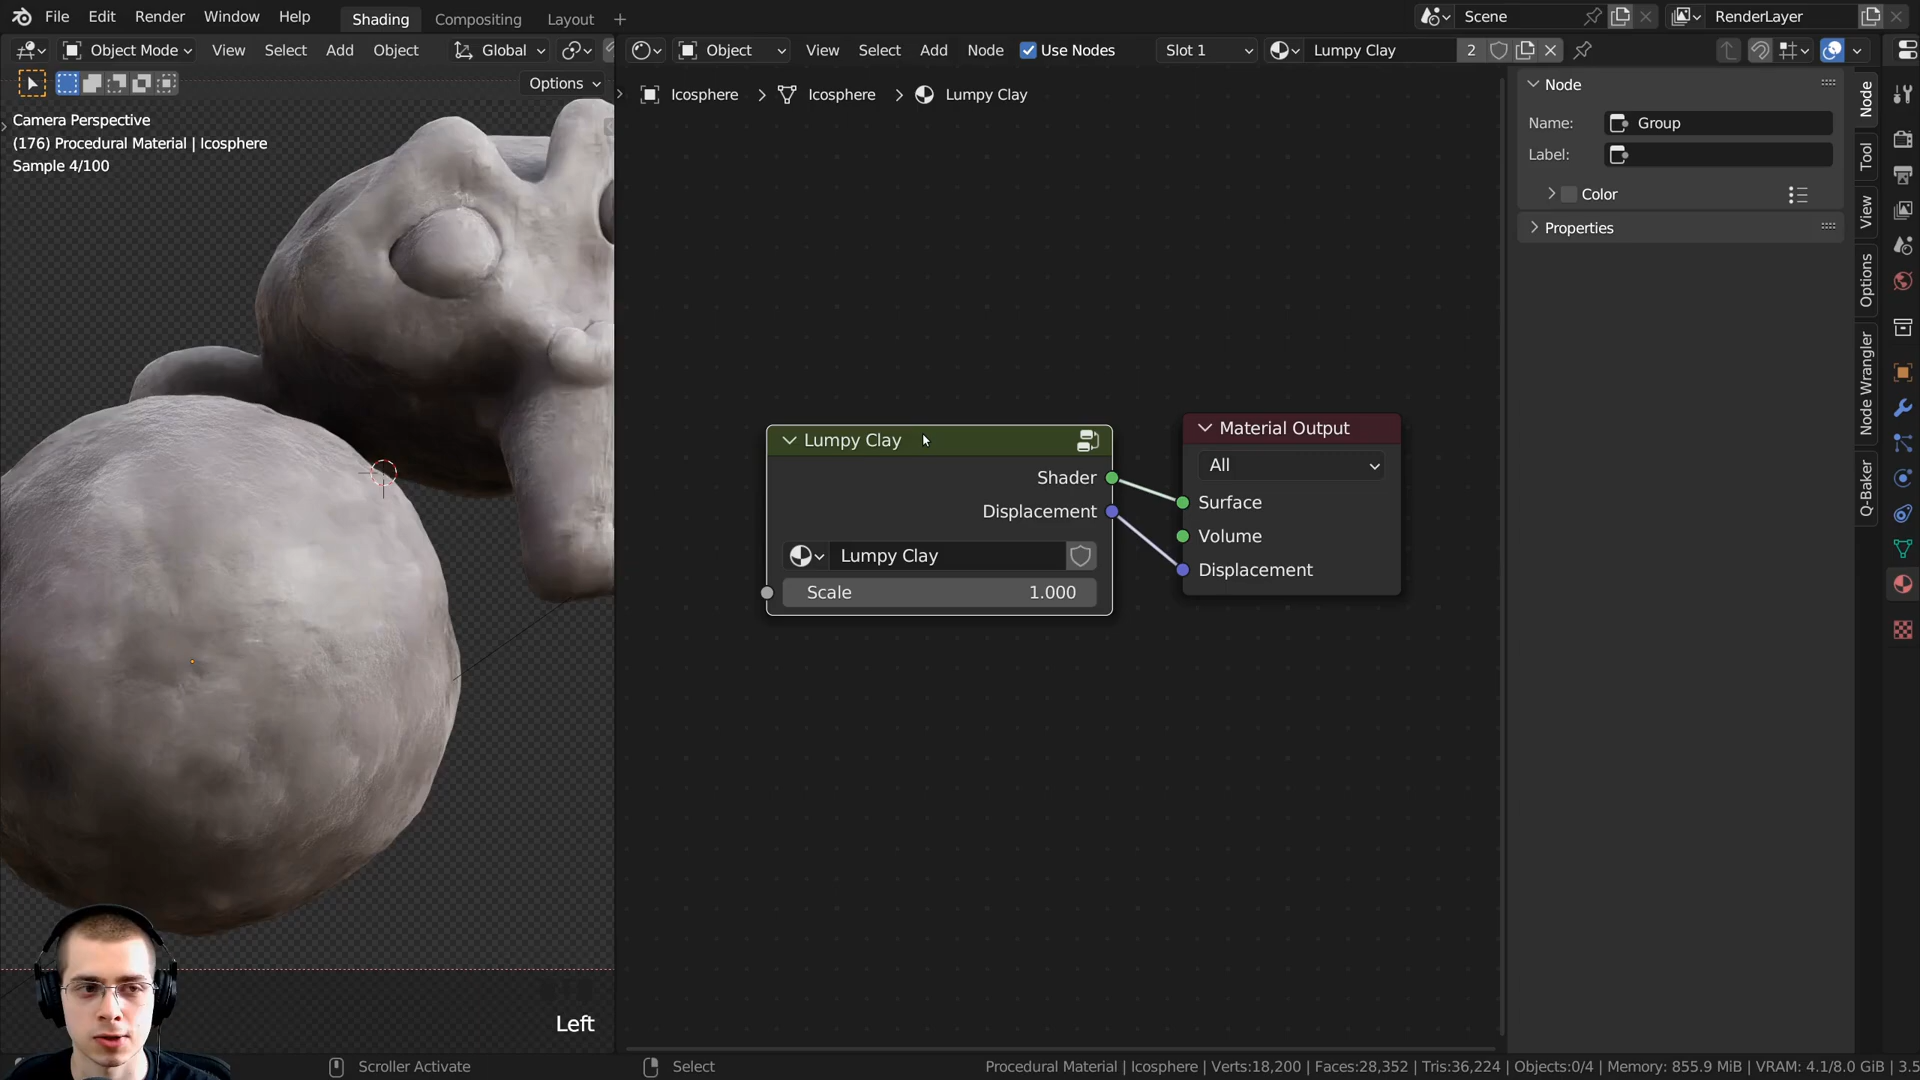 File Edit Render Window Help Shading Compositing Layout + Scene RenderLayer
Object Mode View Select Add Object Global Object View Select Add Node Use Nodes Slot 1 Lumpy Clay 2
Options
Icosphere > Icosphere > Lumpy Clay
Camera Perspective
(176) Procedural Material | Icosphere
Sample 4/100
Node
Name: Group
Label:
Color
Properties
Node
Tool
View
Options
Node Wrangler
Q-Baker
Lumpy Clay
Shader
Displacement
Lumpy Clay
Scale 1.000
Material Output
All
Surface
Volume
Displacement
Left
Scroller Activate Select Procedural Material | Icosphere | Verts:18,200 | Faces:28,352 | Tris:36,224 | Objects:0/4 | Memory: 855.9 MiB | VRAM: 4.1/8.0 GiB | 3.5